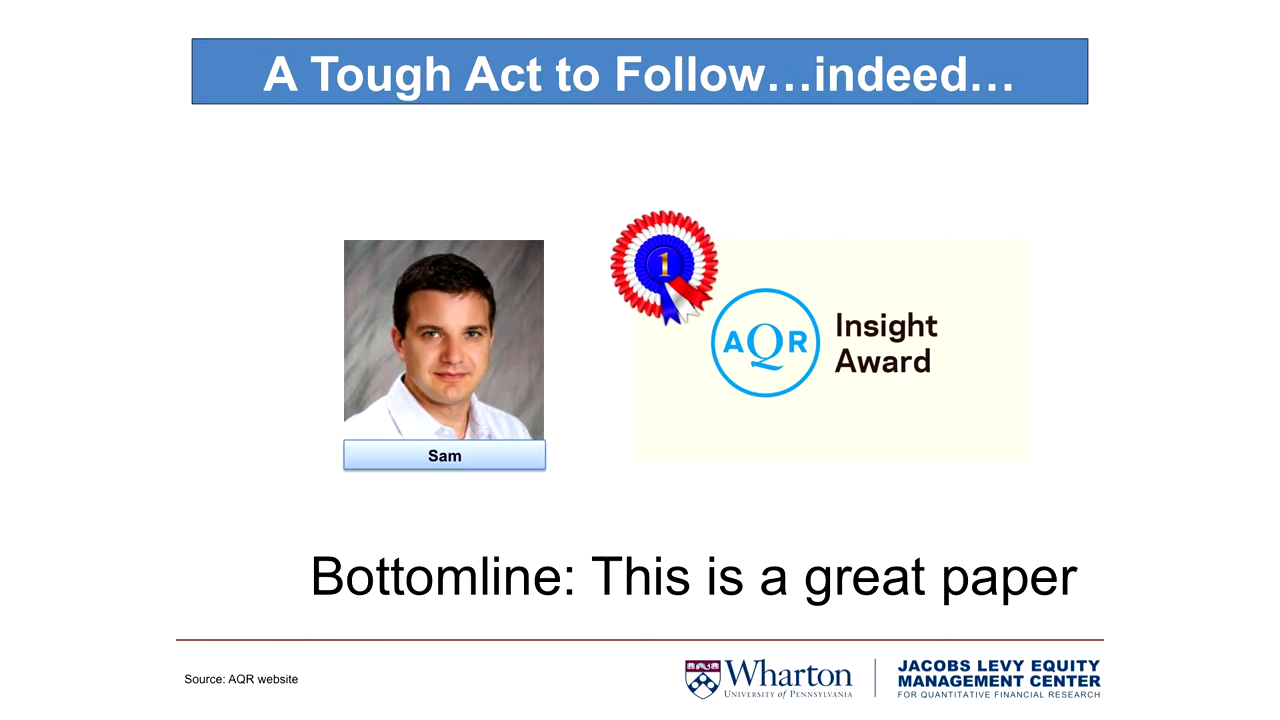 A Tough Act to Follow…indeed…
1
AQR
Insight
Award
Sam
Bottomline: This is a great paper
Source: AQR website
Wharton
UNIVERSITY of PENNSYLVANIA
JACOBS LEVY EQUITY
MANAGEMENT CENTER
FOR QUANTITATIVE FINANCIAL RESEARCH